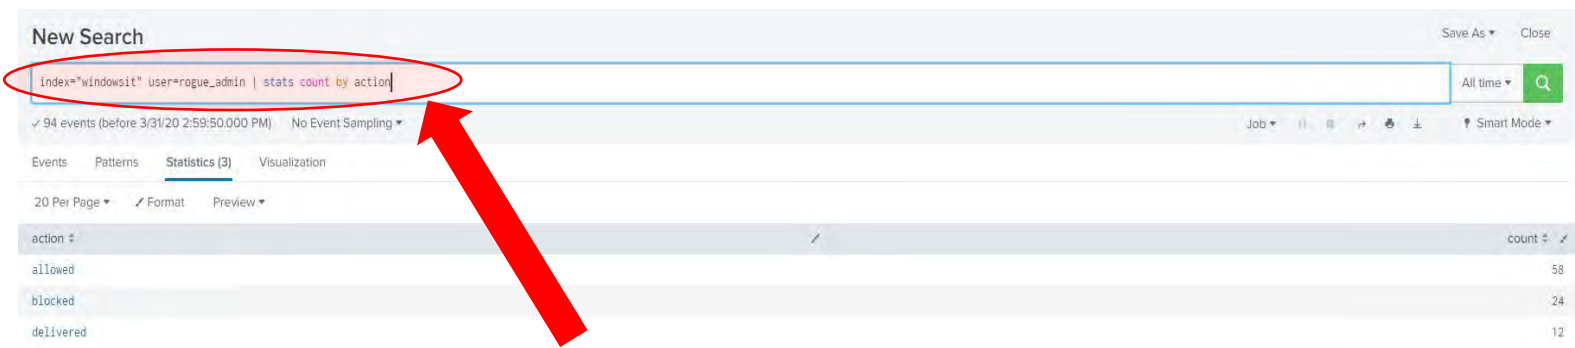 New Search
Save As Close
index="windowsit" user=rogue_admin | stats count by action
All time
94 events (before 3/31/20 2:59:50.000 PM) No Event Sampling
Job Smart Mode
Events Patterns Statistics (3) Visualization
20 Per Page Format Preview
action count
allowed 58
blocked 24
delivered 12